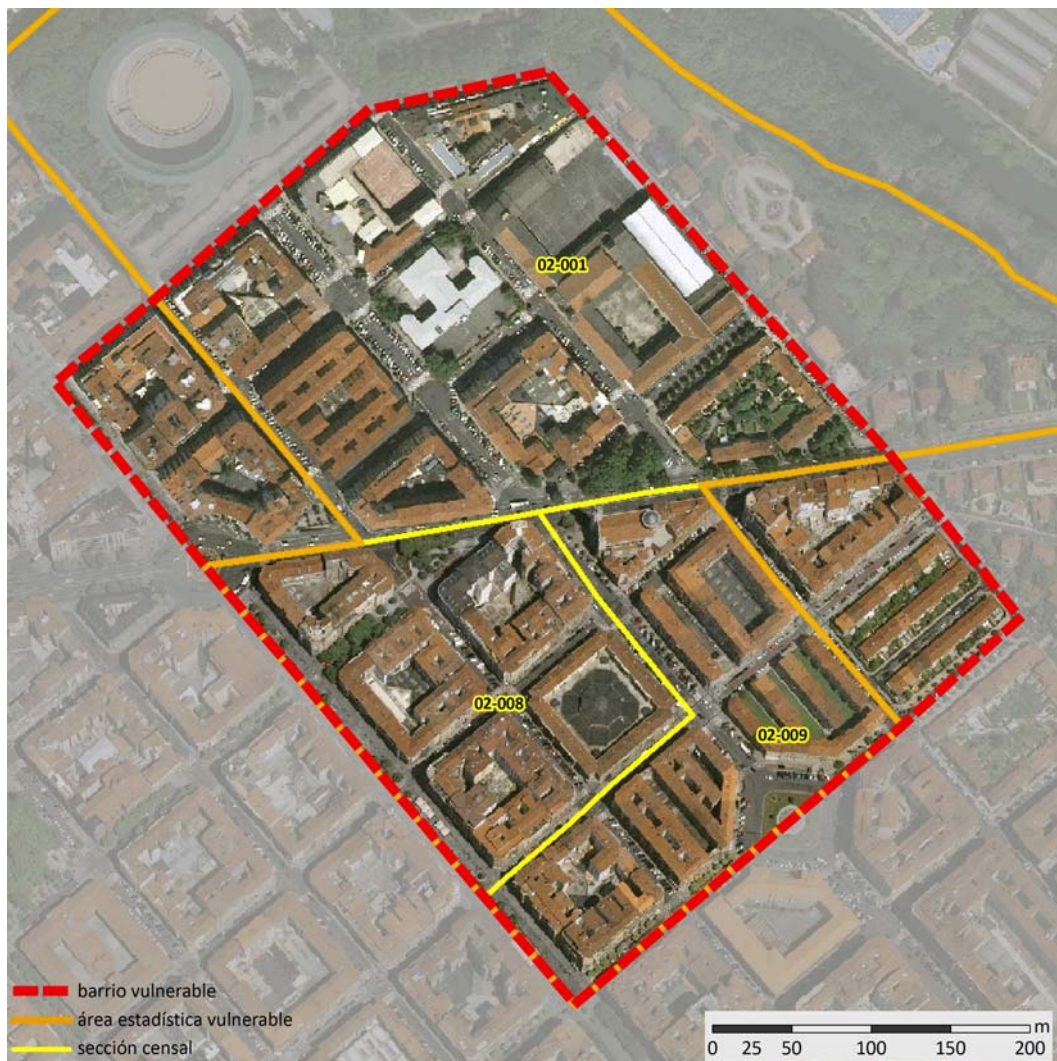 02-001
02-008
02-009
barrio vulnerable
área estadística vulnerable
sección censal
m
0 25 50 100 150 200